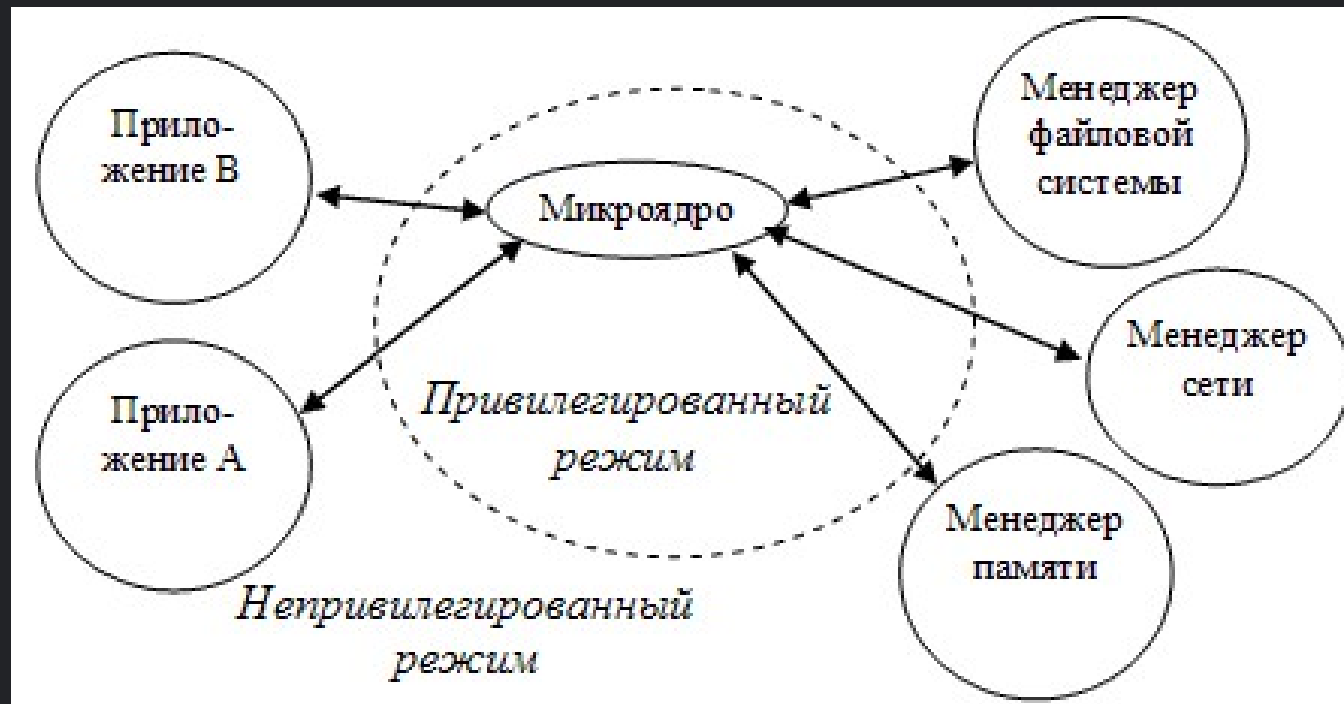 Прило-
жение В
Прило-
жение А
Микроядро
Привилегированный
режим
Непривилегированный
режим
Менеджер
файловой
системы
Менеджер
сети
Менеджер
памяти